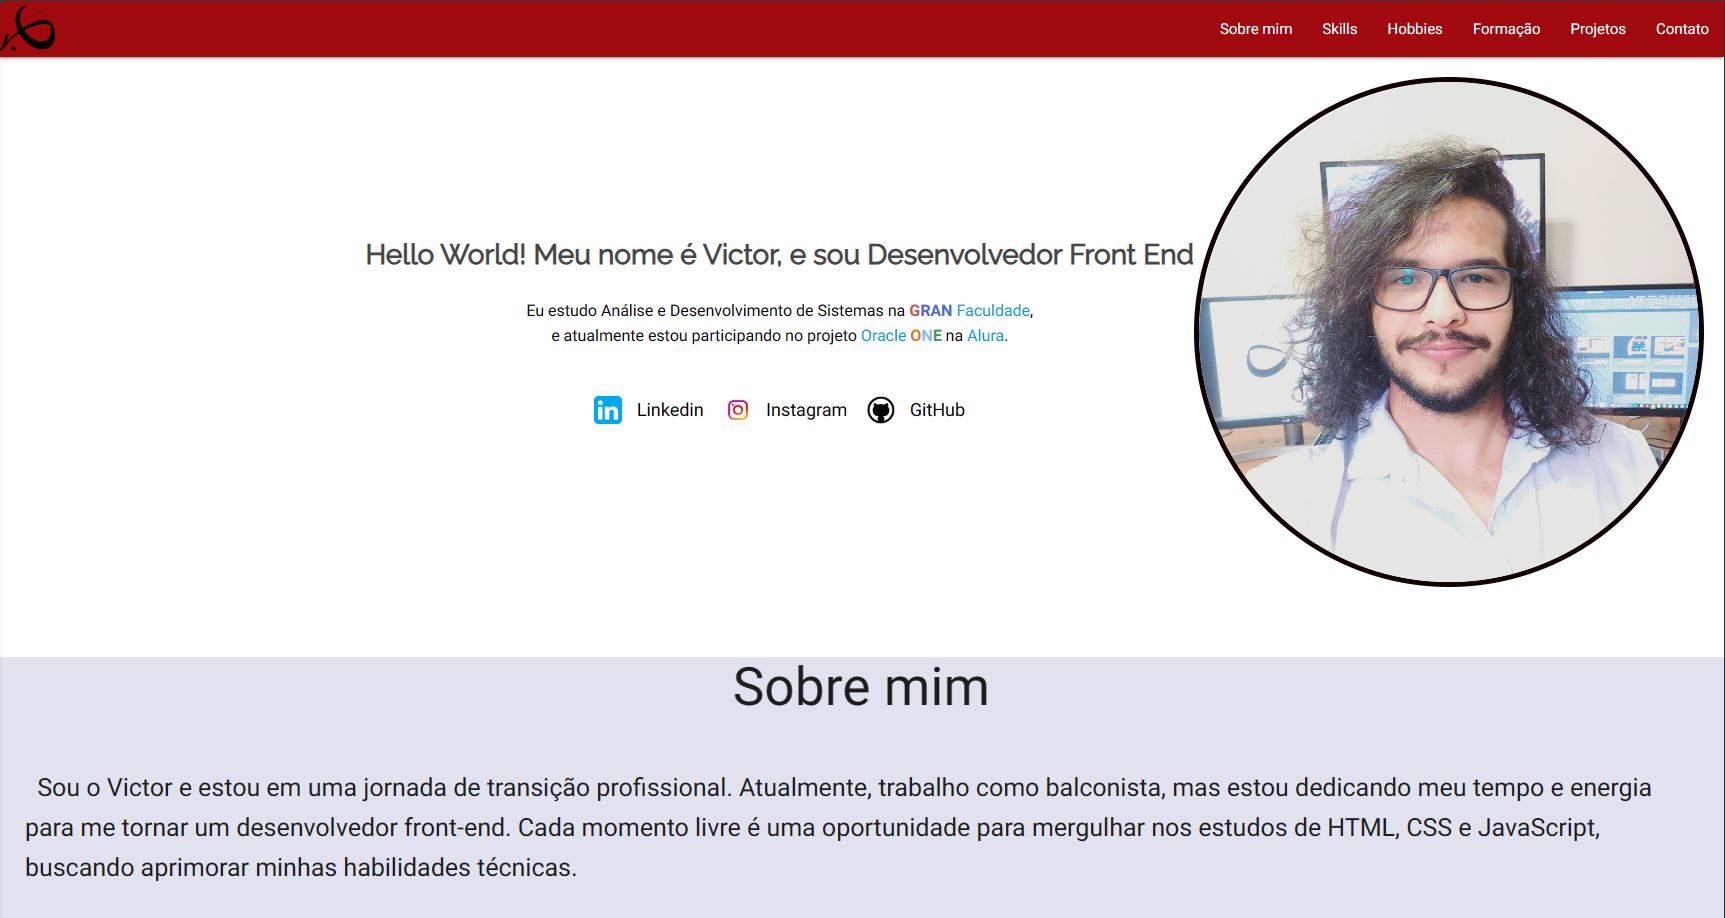 Sobre mim Skills Hobbies Formação Projetos Contato
Hello World! Meu nome é Victor, e sou Desenvolvedor Front End
Eu estudo Análise e Desenvolvimento de Sistemas na GRAN Faculdade,
e atualmente estou participando no projeto Oracle ONE na Alura.
Linkedin Instagram GitHub
Sobre mim
Sou o Victor e estou em uma jornada de transição profissional. Atualmente, trabalho como balconista, mas estou dedicando meu tempo e energia
para me tornar um desenvolvedor front-end. Cada momento livre é uma oportunidade para mergulhar nos estudos de HTML, CSS e JavaScript,
buscando aprimorar minhas habilidades técnicas.